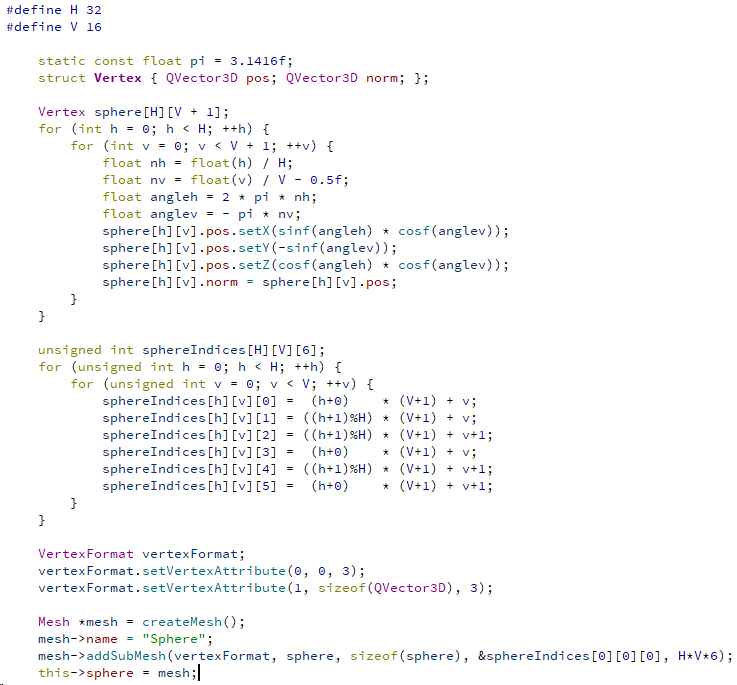 #define H 32
#define V 16
static const float pi = 3.1416f;
struct Vertex { QVector3D pos; QVector3D norm; };
Vertex sphere[H][V + 1];
for (int h = 0; h < H; ++h) {
for (int v = 0; v < V + 1; ++v) {
float nh = float(h) / H;
float nv = float(v) / V - 0.5f;
float angleh = 2 * pi * nh;
float anglev = - pi * nv;
sphere[h][v].pos.setX(sinf(angleh) * cosf(anglev));
sphere[h][v].pos.setY(-sinf(anglev));
sphere[h][v].pos.setZ(cosf(angleh) * cosf(anglev));
sphere[h][v].norm = sphere[h][v].pos;
}
}
unsigned int sphereIndices[H][V][6];
for (unsigned int h = 0; h < H; ++h) {
for (unsigned int v = 0; v < V; ++v) {
sphereIndices[h][v][0] =  (h+0)    * (V+1) + v;
sphereIndices[h][v][1] = ((h+1)%H) * (V+1) + v;
sphereIndices[h][v][2] = ((h+1)%H) * (V+1) + v+1;
sphereIndices[h][v][3] =  (h+0)    * (V+1) + v;
sphereIndices[h][v][4] = ((h+1)%H) * (V+1) + v+1;
sphereIndices[h][v][5] =  (h+0)    * (V+1) + v+1;
}
}
VertexFormat vertexFormat;
vertexFormat.setVertexAttribute(0, 0, 3);
vertexFormat.setVertexAttribute(1, sizeof(QVector3D), 3);
Mesh *mesh = createMesh();
mesh->name = "Sphere";
mesh->addSubMesh(vertexFormat, sphere, sizeof(sphere), &sphereIndices[0][0][0], H*V*6);
this->sphere = mesh;